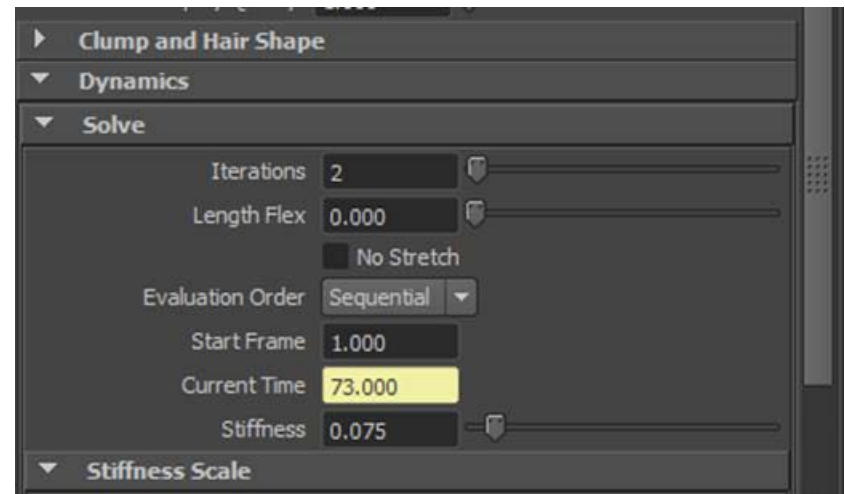 Clump and Hair Shape
Dynamics
Solve
Iterations 2
Length Flex 0.000
No Stretch
Evaluation Order Sequential
Start Frame 1.000
Current Time 73.000
Stiffness 0.075
Stiffness Scale